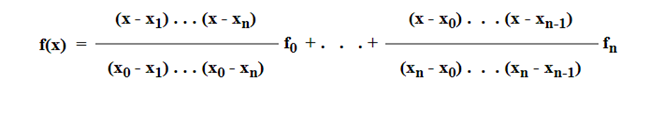 (x - x₁) . . . (x - xₙ) (x - x₀) . . . (x - xₙ₋₁)
f(x) = f₀ + . . . + fₙ
(x₀ - x₁) . . . (x₀ - xₙ) (xₙ - x₀) . . . (xₙ - xₙ₋₁)